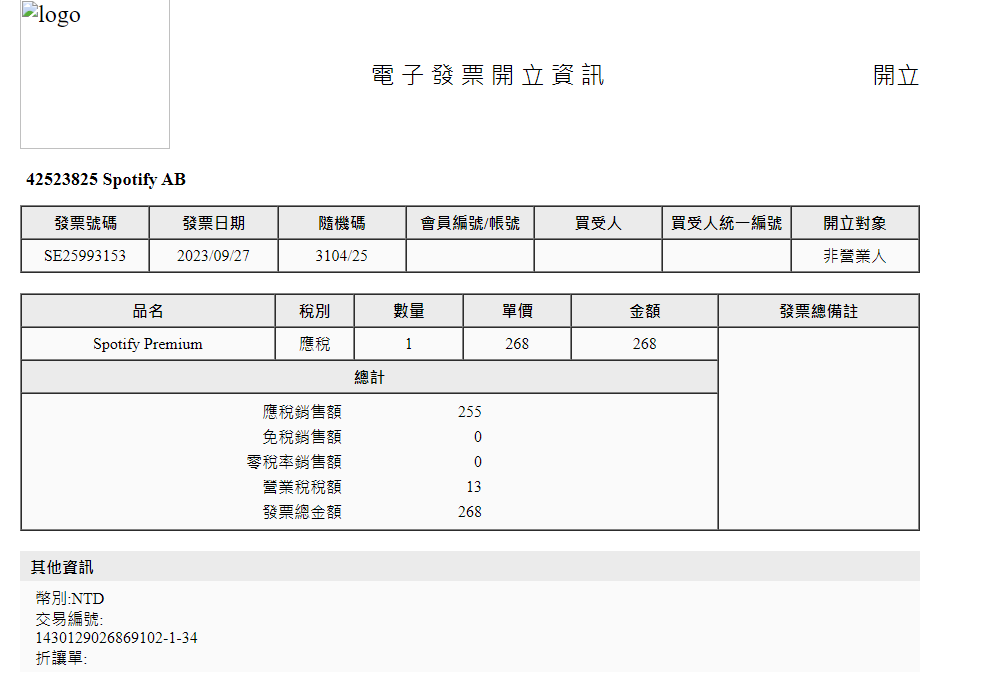 logo
電子發票開立資訊 開立
42523825 Spotify AB
發票號碼 發票日期 隨機碼 會員編號/帳號 買受人 買受人統一編號 開立對象
SE25993153 2023/09/27 3104/25 非營業人
品名 稅別 數量 單價 金額 發票總備註
Spotify Premium 應稅 1 268 268
總計
應稅銷售額 255
免稅銷售額 0
零稅率銷售額 0
營業稅稅額 13
發票總金額 268
其他資訊
幣別:NTD
交易編號:
1430129026869102-1-34
折讓單: